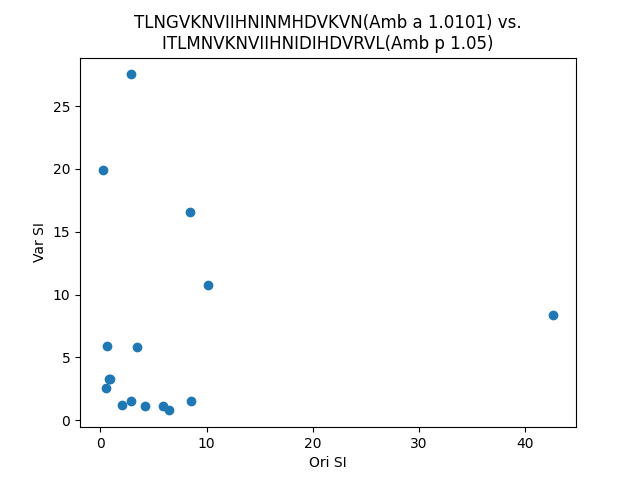 TLNGVKNVIIHNINMHDVKVN(Amb a 1.0101) vs.
ITLMNVKNVIIHNIDIHDVRVL(Amb p 1.05)
25
20
15
10
5
0
Var SI
0 10 20 30 40
Ori SI